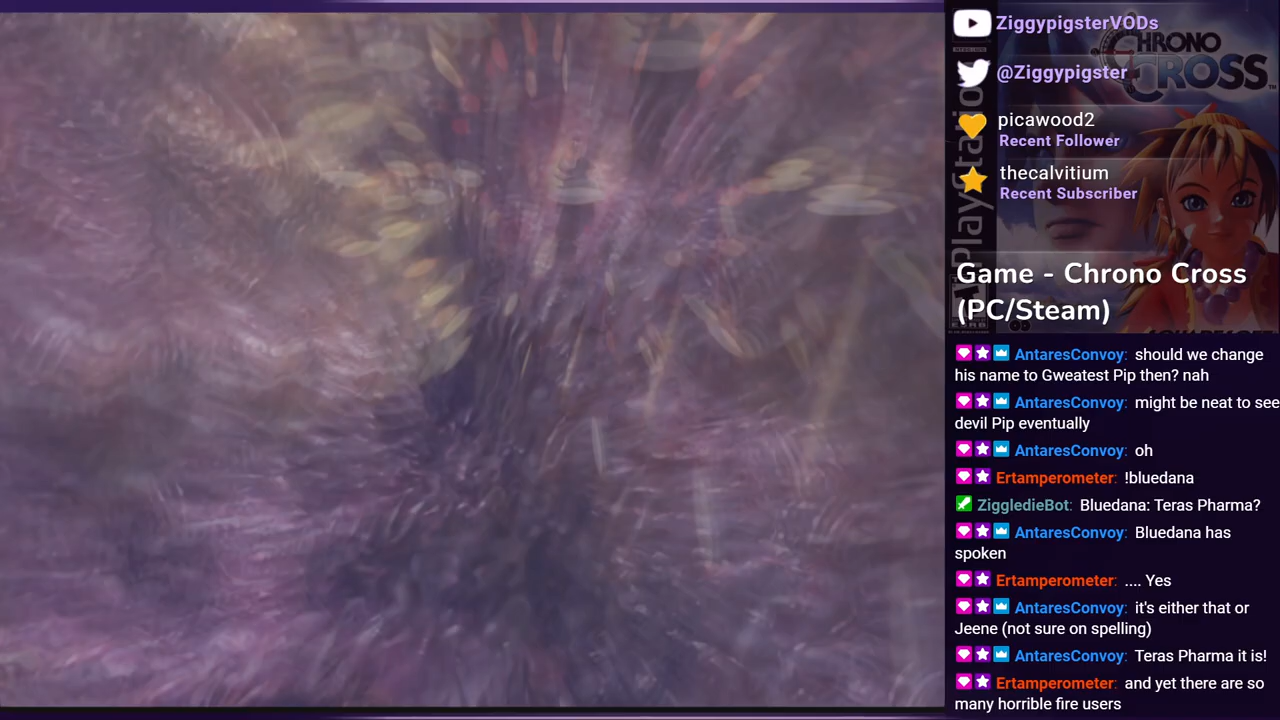 ZiggypigsterVODs
@Ziggypigster
picawood2
Recent Follower
thecalvitium
Recent Subscriber
CHRONO
CROSS
PlayStation
Game - Chrono Cross
(PC/Steam)
AntaresConvoy: should we change
his name to Gweatest Pip then? nah
AntaresConvoy: might be neat to see
devil Pip eventually
AntaresConvoy: oh
Ertamperometer: !bluedana
ZiggledieBot: Bluedana: Teras Pharma?
AntaresConvoy: Bluedana has
spoken
Ertamperometer: .... Yes
AntaresConvoy: it's either that or
Jeene (not sure on spelling)
AntaresConvoy: Teras Pharma it is!
Ertamperometer: and yet there are so
many horrible fire users